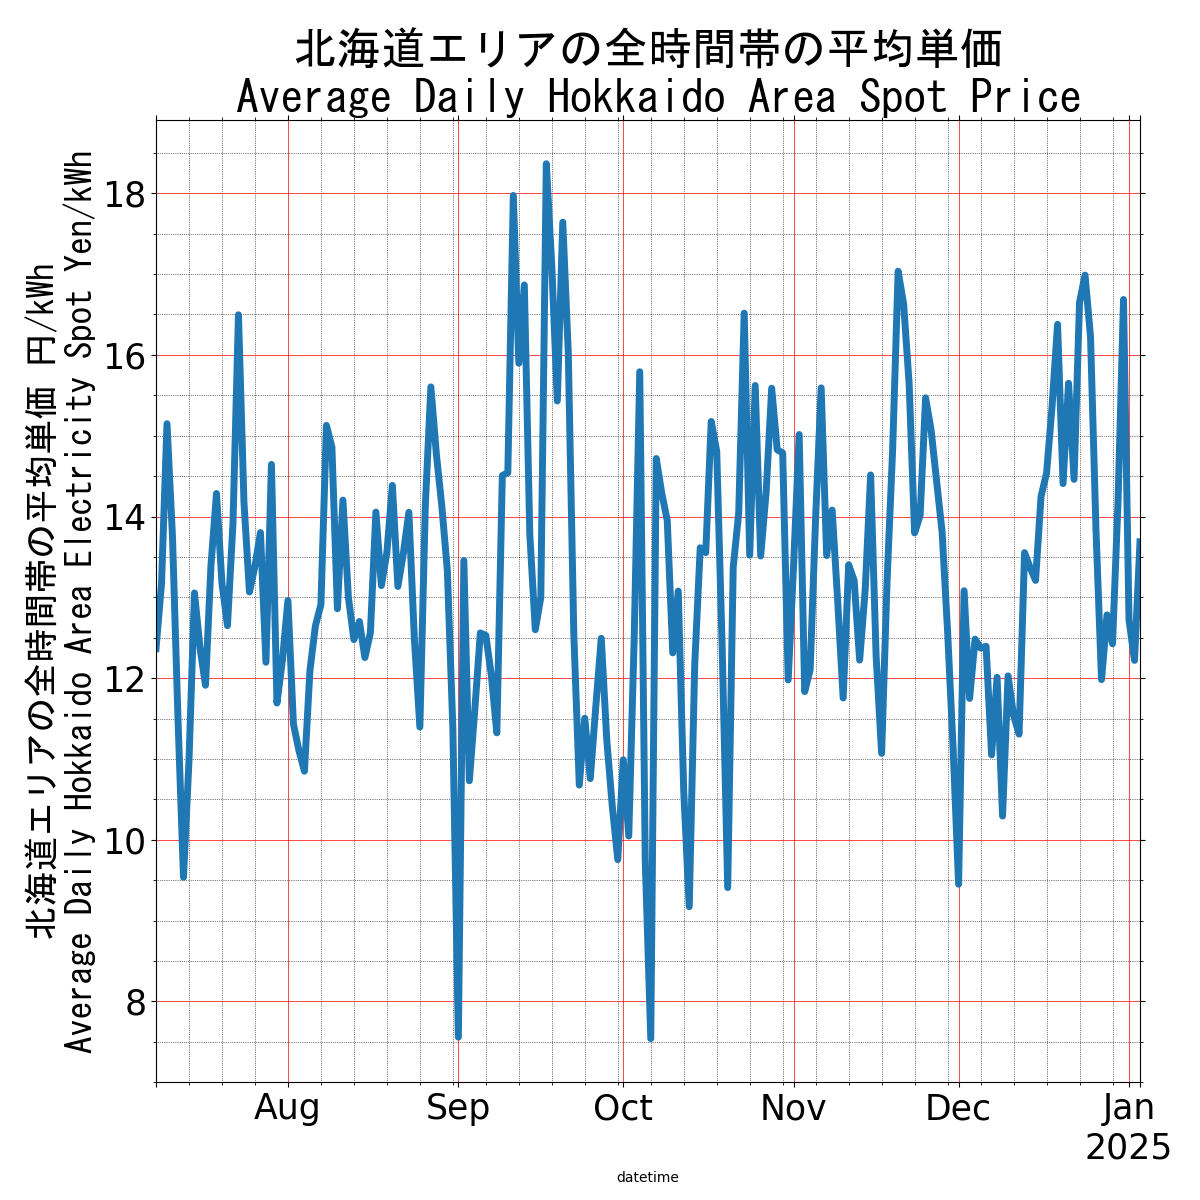 北海道エリアの全時間帯の平均単価
Average Daily Hokkaido Area Spot Price
北海道エリアの全時間帯の平均単価 円/kWh
Average Daily Hokkaido Area Electricity Spot Yen/kWh
18
16
14
12
10
8
Aug
Sep
Oct
Nov
Dec
Jan
2025
datetime